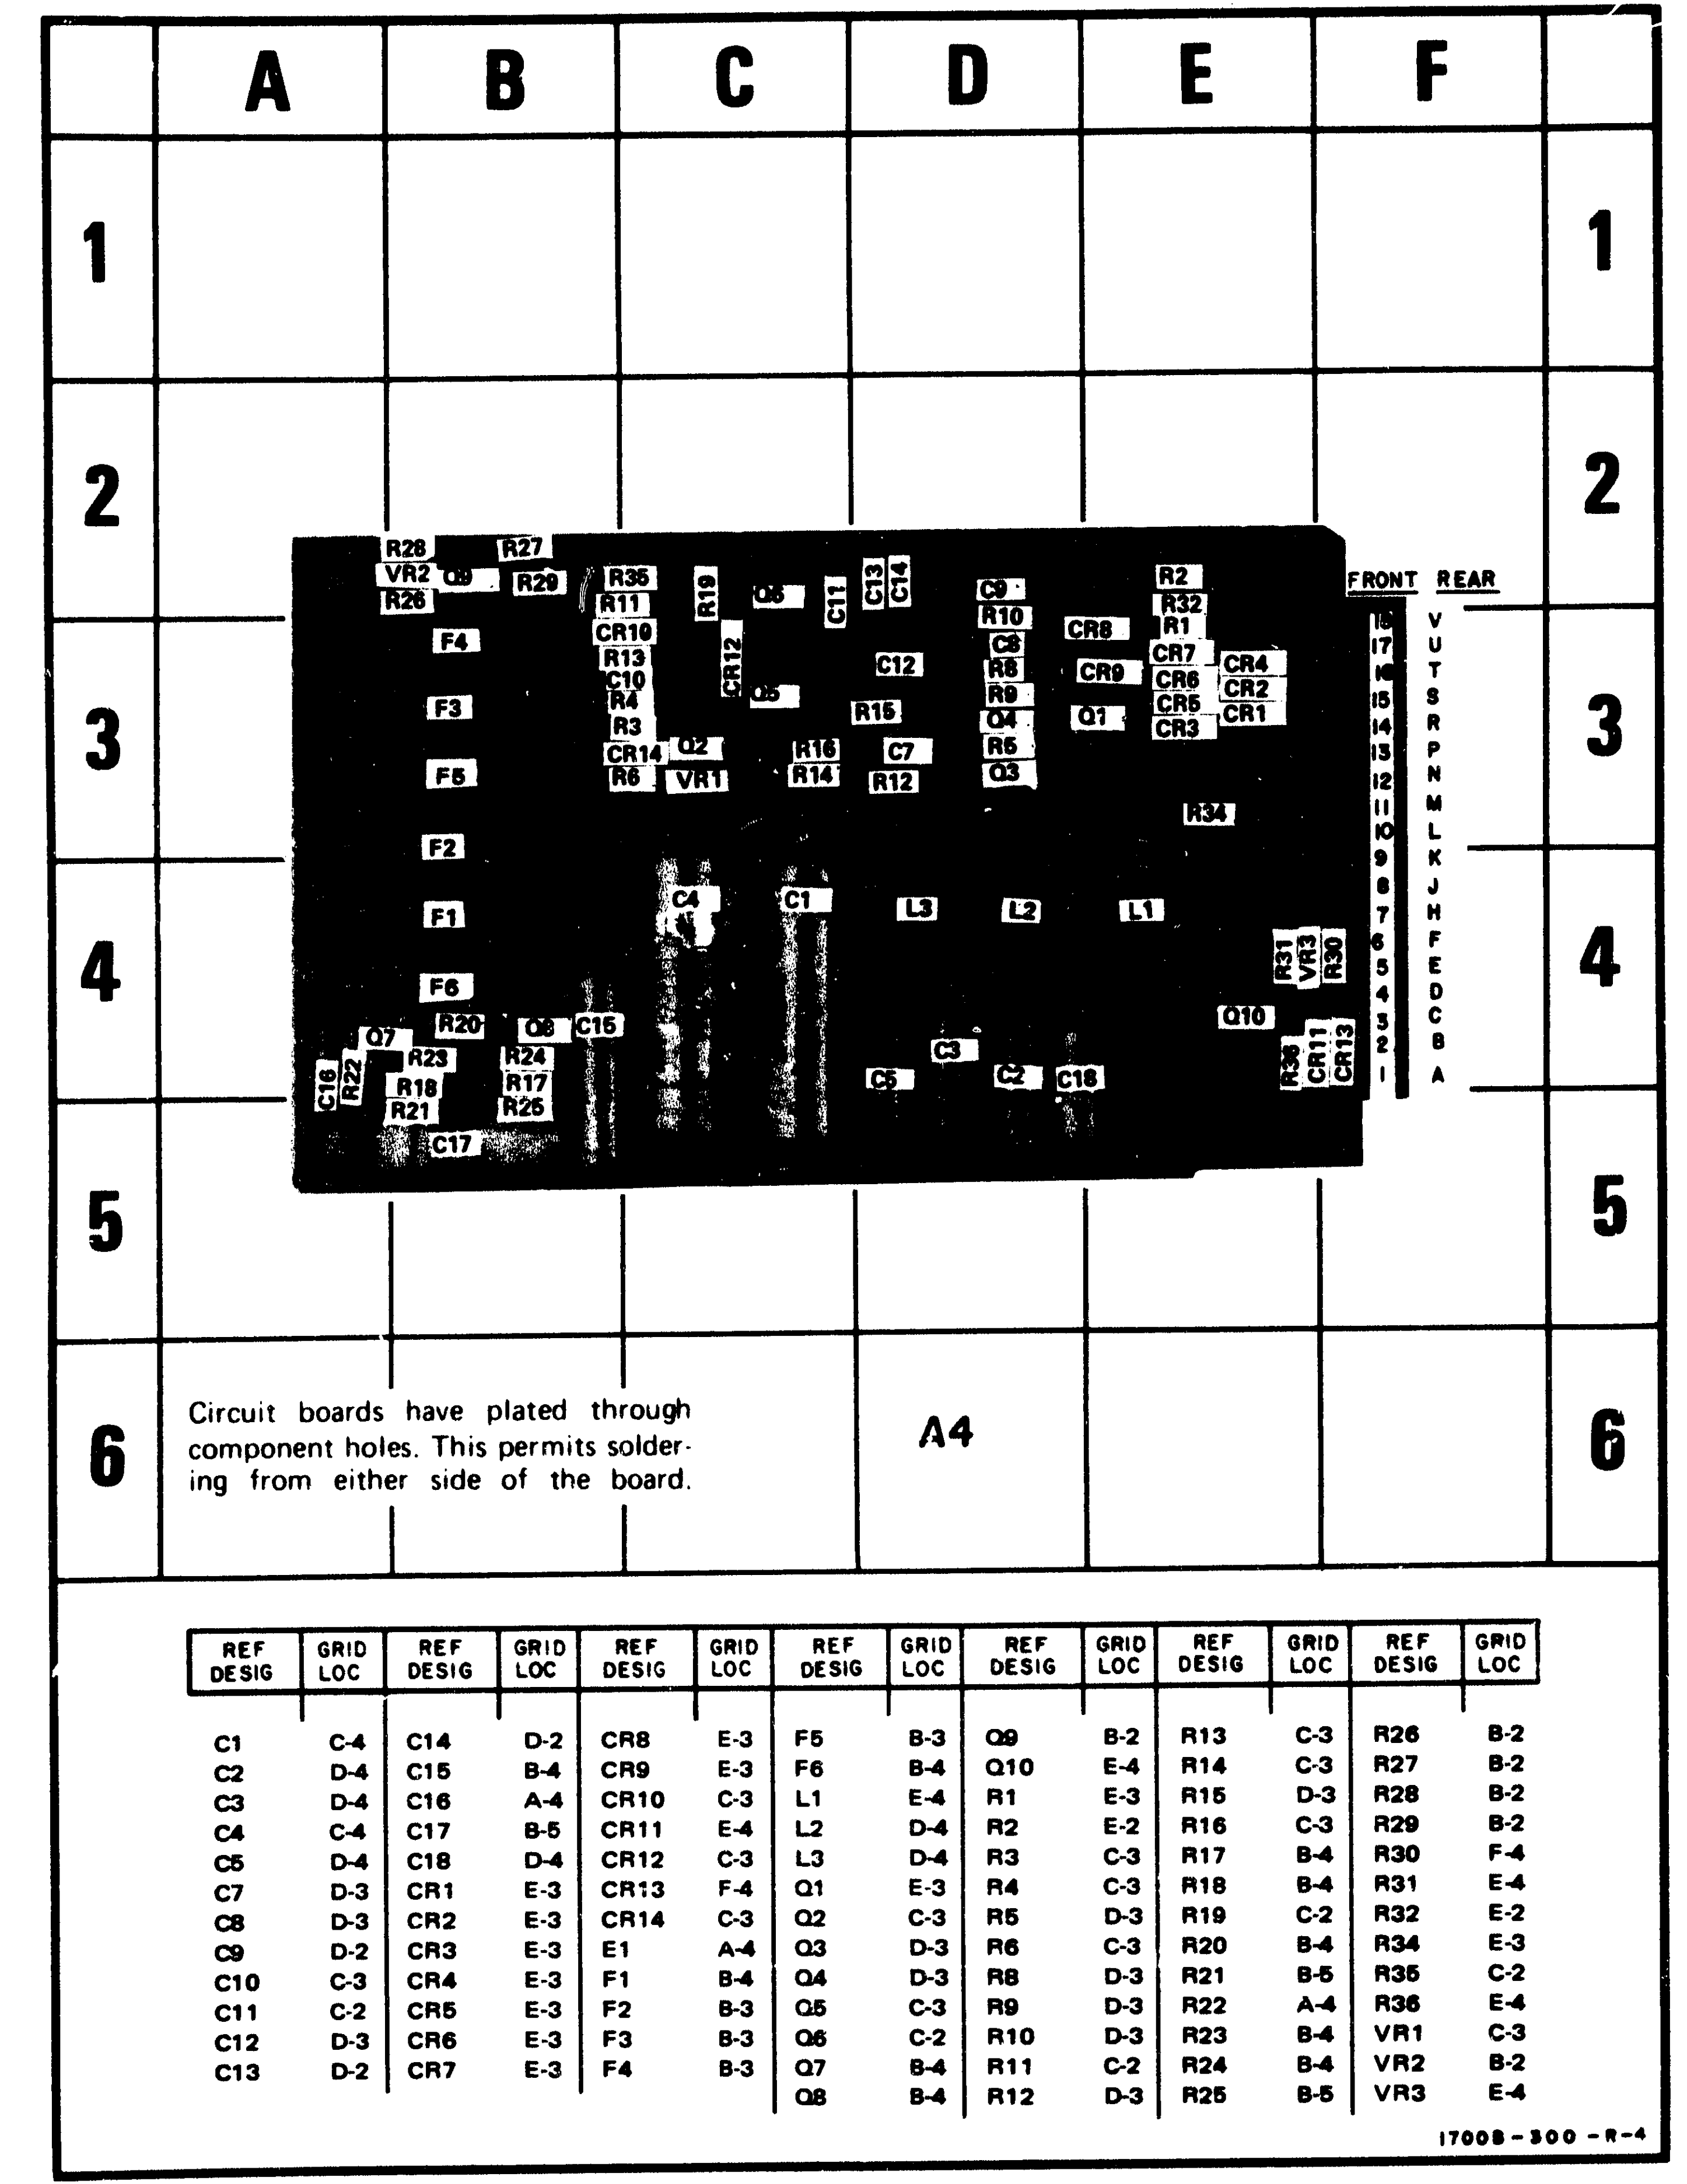 A B C D E F
1 1
2 2
R28 R27
VR2 Q9 R29 R35 R19 Q6 C11 C13 C14 C9 R2
FRONT REAR
R26 R11 R10 R32
CR10 CR12 C8 CR8 R1
F4 R13 C12 R8 CR9 CR7 CR4
C10 Q5 R9 CR6 CR2
F3 R4 R15 Q4 Q1 CR5 CR1
3 R3 Q2 R16 C7 R5 CR3 3
CR14 VR1 R14 R12 Q3
F5 R6
R34
F2
C4 C1 L3 L2 L1
F1
4 R31 VR3 R30 4
F6
R20 Q8 C15 Q10
Q7 R23 R24 C3 R36 CR11 CR13
C16 R22 R18 R17 C5 C2 C18
R21 R25
C17
18 V
17 U
16 T
15 S
14 R
13 P
12 N
11 M
10 L
9 K
8 J
7 H
6 F
5 E
4 D
3 C
2 B
1 A
5 5
6 6
Circuit boards have plated through
component holes. This permits solder-
ing from either side of the board.
A4
REF DESIG GRID LOC REF DESIG GRID LOC REF DESIG GRID LOC REF DESIG GRID LOC REF DESIG GRID LOC REF DESIG GRID LOC REF DESIG GRID LOC
C1 C-4 C14 D-2 CR8 E-3 F5 B-3 Q9 B-2 R13 C-3 R26 B-2
C2 D-4 C15 B-4 CR9 E-3 F6 B-4 Q10 E-4 R14 C-3 R27 B-2
C3 D-4 C16 A-4 CR10 C-3 L1 E-4 R1 E-3 R15 D-3 R28 B-2
C4 C-4 C17 B-5 CR11 E-4 L2 D-4 R2 E-2 R16 C-3 R29 B-2
C5 D-4 C18 D-4 CR12 C-3 L3 D-4 R3 C-3 R17 B-4 R30 F-4
C7 D-3 CR1 E-3 CR13 F-4 Q1 E-3 R4 C-3 R18 B-4 R31 E-4
C8 D-3 CR2 E-3 CR14 C-3 Q2 C-3 R5 D-3 R19 C-2 R32 E-2
C9 D-2 CR3 E-3 E1 A-4 Q3 D-3 R6 C-3 R20 B-4 R34 E-3
C10 C-3 CR4 E-3 F1 B-4 Q4 D-3 R8 D-3 R21 B-5 R35 C-2
C11 C-2 CR5 E-3 F2 B-3 Q5 C-3 R9 D-3 R22 A-4 R36 E-4
C12 D-3 CR6 E-3 F3 B-3 Q6 C-2 R10 D-3 R23 B-4 VR1 C-3
C13 D-2 CR7 E-3 F4 B-3 Q7 B-4 R11 C-2 R24 B-4 VR2 B-2
Q8 B-4 R12 D-3 R25 B-5 VR3 E-4
1700B-300-R-4